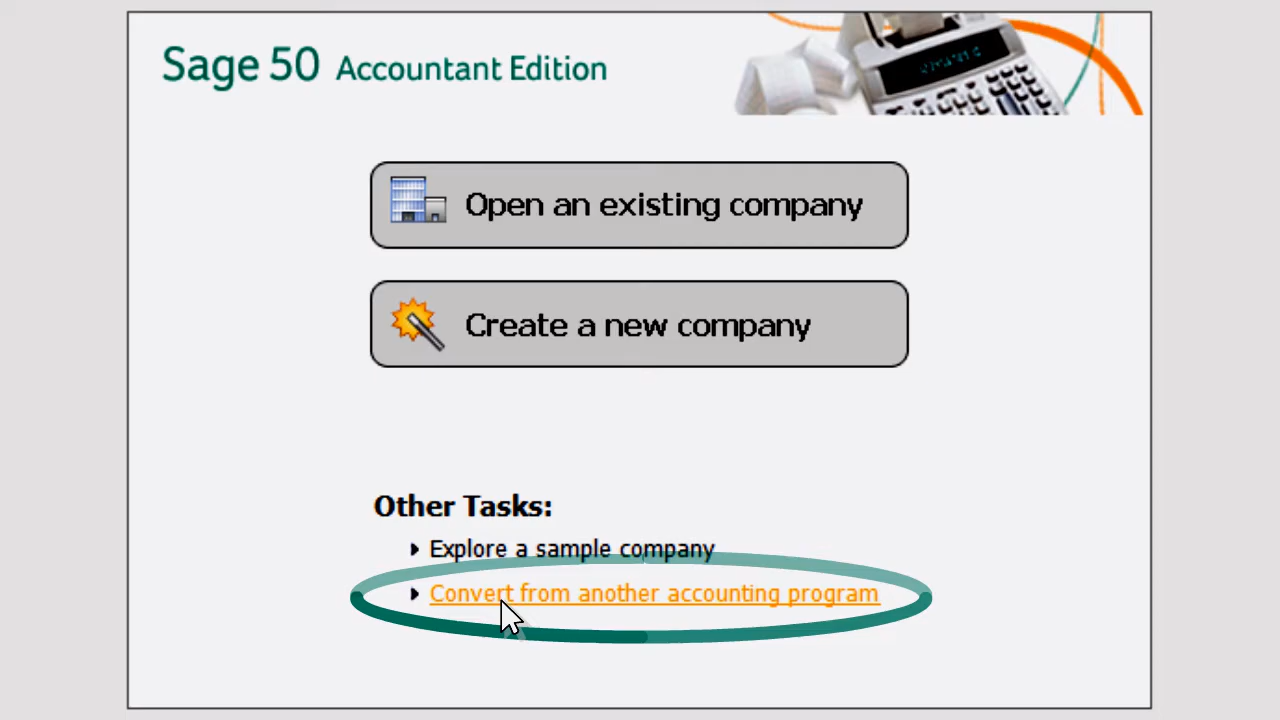 Sage 50 Accountant Edition
Open an existing company
Create a new company
Other Tasks:
Explore a sample company
Convert from another accounting program